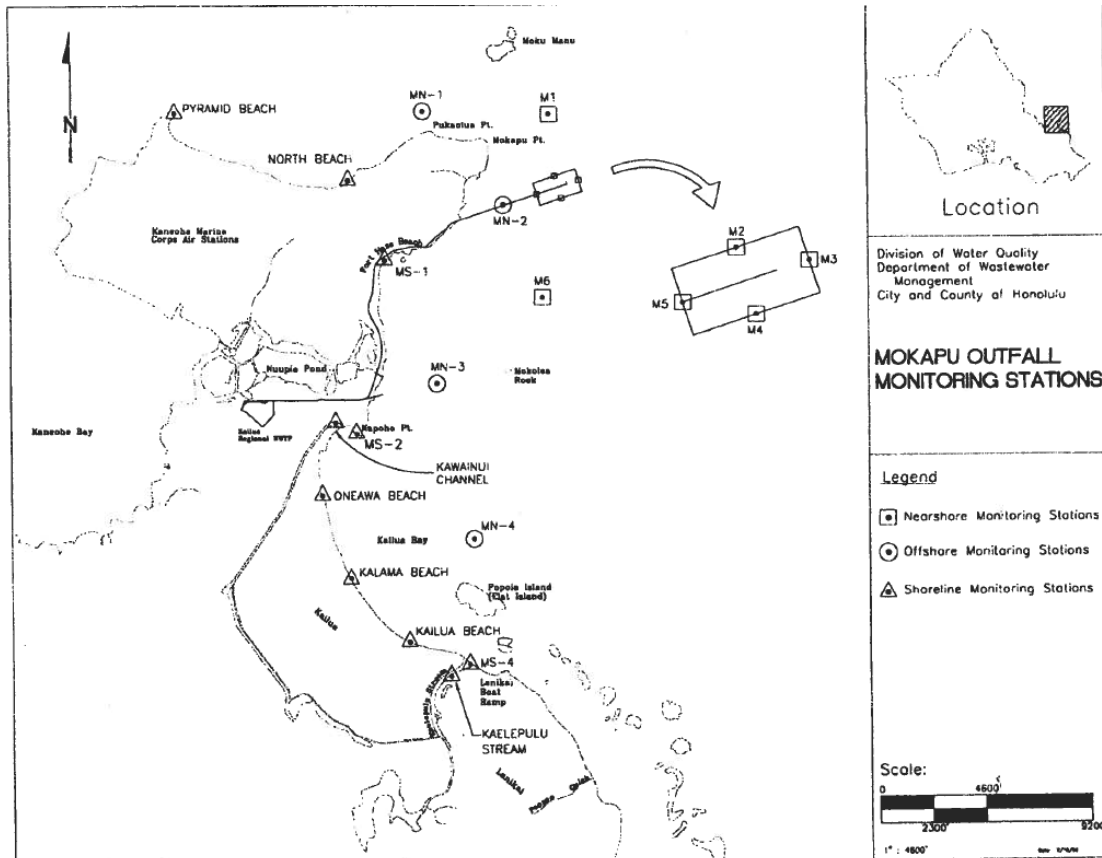 Moku Manu
MN-1
M1
PYRAMID BEACH
N
Mokapu Pt.
NORTH BEACH
MN-2
Kaneohe Marine
Corps Air Stations
Fort Hase Beach
MS-1
M6
M2
M3
M5
M4
Nuupia Pond
MN-3
Mokolea
Rock
Kaneohe Bay
Regional WWTP
Kapoho Pt.
MS-2
KAWAINUI
CHANNEL
ONEAWA BEACH
MN-4
Kailua Bay
KALAMA BEACH
Popoia Island
(Flat Island)
Kailua
KAILUA BEACH
MS-4
Lanikai
Boat
Ramp
KAELEPULU
STREAM
Lanikai
Location
Division of Water Quality
Department of Wastewater
Management
City and County of Honolulu
MOKAPU OUTFALL
MONITORING STATIONS
Legend
Nearshore Monitoring Stations
Offshore Monitoring Stations
Shoreline Monitoring Stations
Scale:
0 4600'
2300' 9200
1" : 4600'